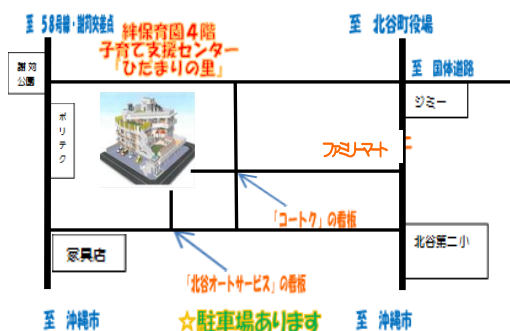 至 58号線・謝苅交差点
絆保育園4階
子育て支援センター
「ひだまりの里」
至 北谷町役場
至 国体道路
謝苅
公園
ポリテク
ジミー
ファミリーマート
「コートク」の看板
北谷第二小
家具店
「北谷オートサービス」の看板
至 沖縄市
☆駐車場あります
至 沖縄市